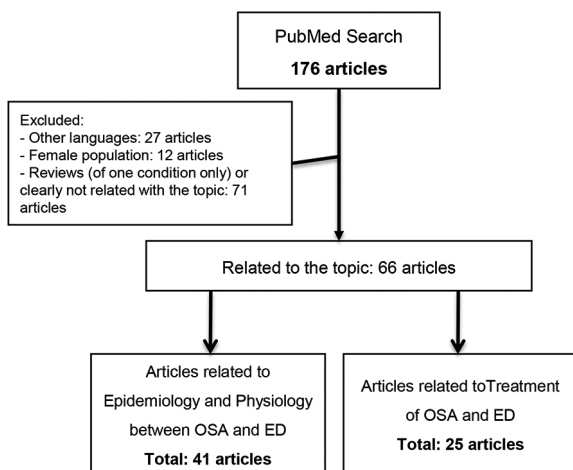 PubMed Search
176 articles
Excluded:
- Other languages: 27 articles
- Female population: 12 articles
- Reviews (of one condition only) or
clearly not related with the topic: 71
articles
Related to the topic: 66 articles
Articles related to
Epidemiology and Physiology
between OSA and ED
Total: 41 articles
Articles related toTreatment
of OSA and ED
Total: 25 articles